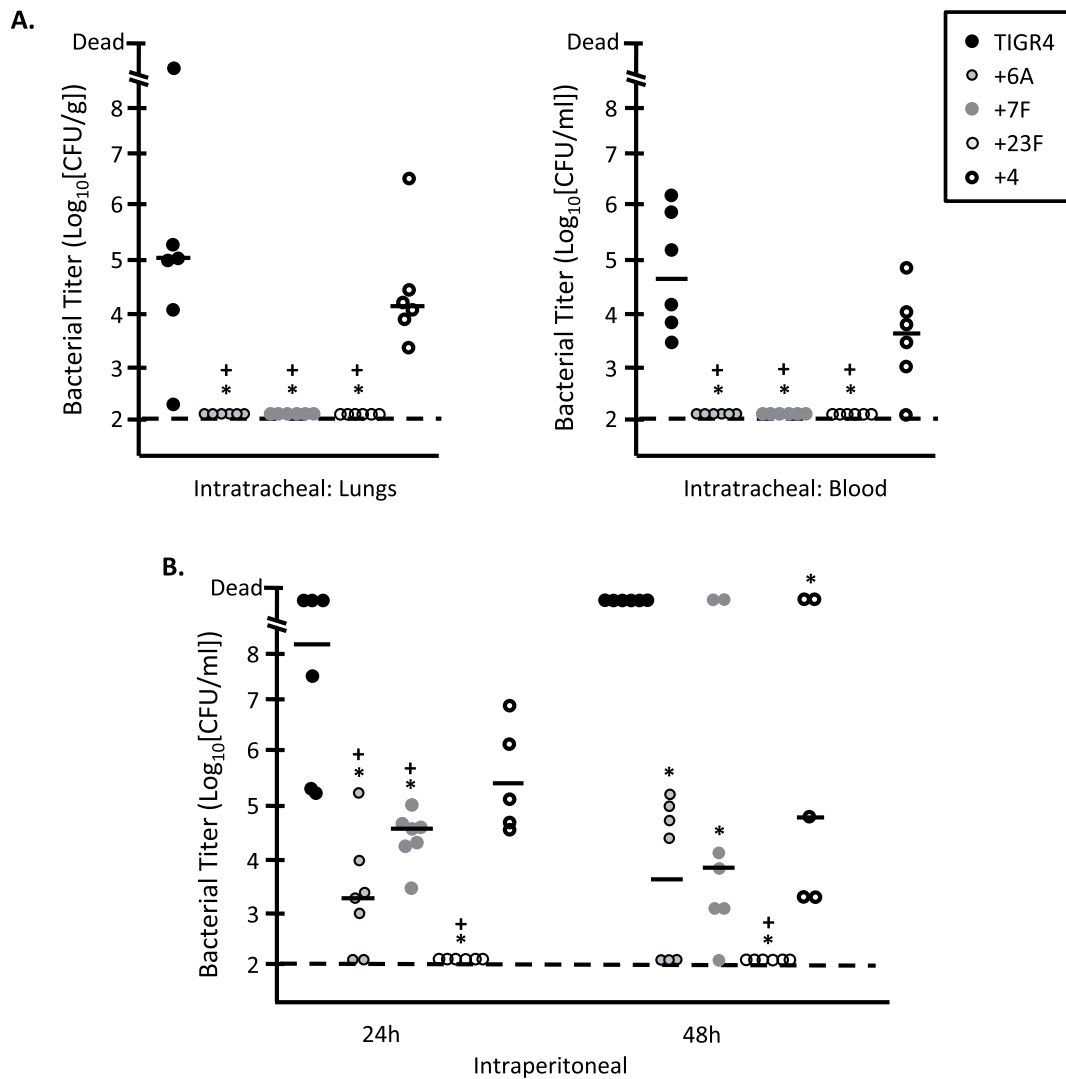 A.
Dead
8
7
6
5
4
3
2
Bacterial Titer (Log10[CFU/g])
+ + +
* * *
Intratracheal: Lungs
Dead
8
7
6
5
4
3
2
Bacterial Titer (Log10[CFU/ml])
+ + +
* * *
Intratracheal: Blood
TIGR4
+6A
+7F
+23F
+4
B.
Dead
8
7
6
5
4
3
2
Bacterial Titer (Log10[CFU/ml])
+
*
+
*
+
*
*
*
+
*
*
24h 48h
Intraperitoneal